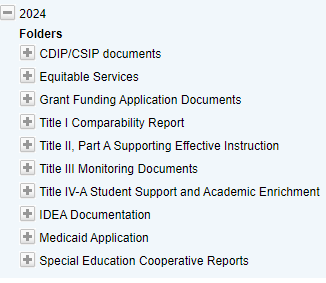 2024
Folders
CDIP/CSIP documents
Equitable Services
Grant Funding Application Documents
Title I Comparability Report
Title II, Part A Supporting Effective Instruction
Title III Monitoring Documents
Title IV-A Student Support and Academic Enrichment
IDEA Documentation
Medicaid Application
Special Education Cooperative Reports